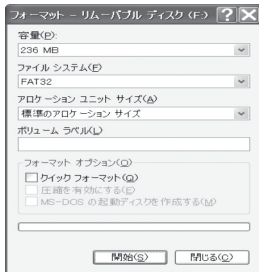 フォーマット - リムーバブル ディスク (F:)
容量(P):
236 MB
ファイル システム(F)
FAT32
アロケーション ユニット サイズ(A)
標準のアロケーション サイズ
ボリューム ラベル(L)
フォーマット オプション(O)
クイック フォーマット(Q)
圧縮を有効にする(E)
MS-DOS の起動ディスクを作成する(M)
開始(S)
閉じる(C)